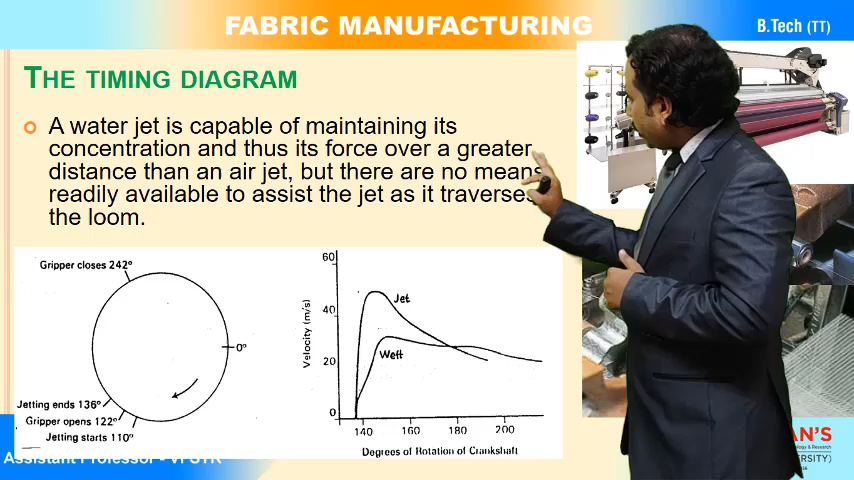 FABRIC MANUFACTURING
B.Tech (TT)
THE TIMING DIAGRAM
A water jet is capable of maintaining its
concentration and thus its force over a greater
distance than an air jet, but there are no means
readily available to assist the jet as it traverses
the loom.
Gripper closes 242°
0°
Jetting ends 136°
Gripper opens 122°
Jetting starts 110°
60
40
20
0
Velocity (m/s)
Jet
Weft
140 160 180 200
Degrees of Rotation of Crankshaft
Assistant Professor -
AN'S
ERSITY)